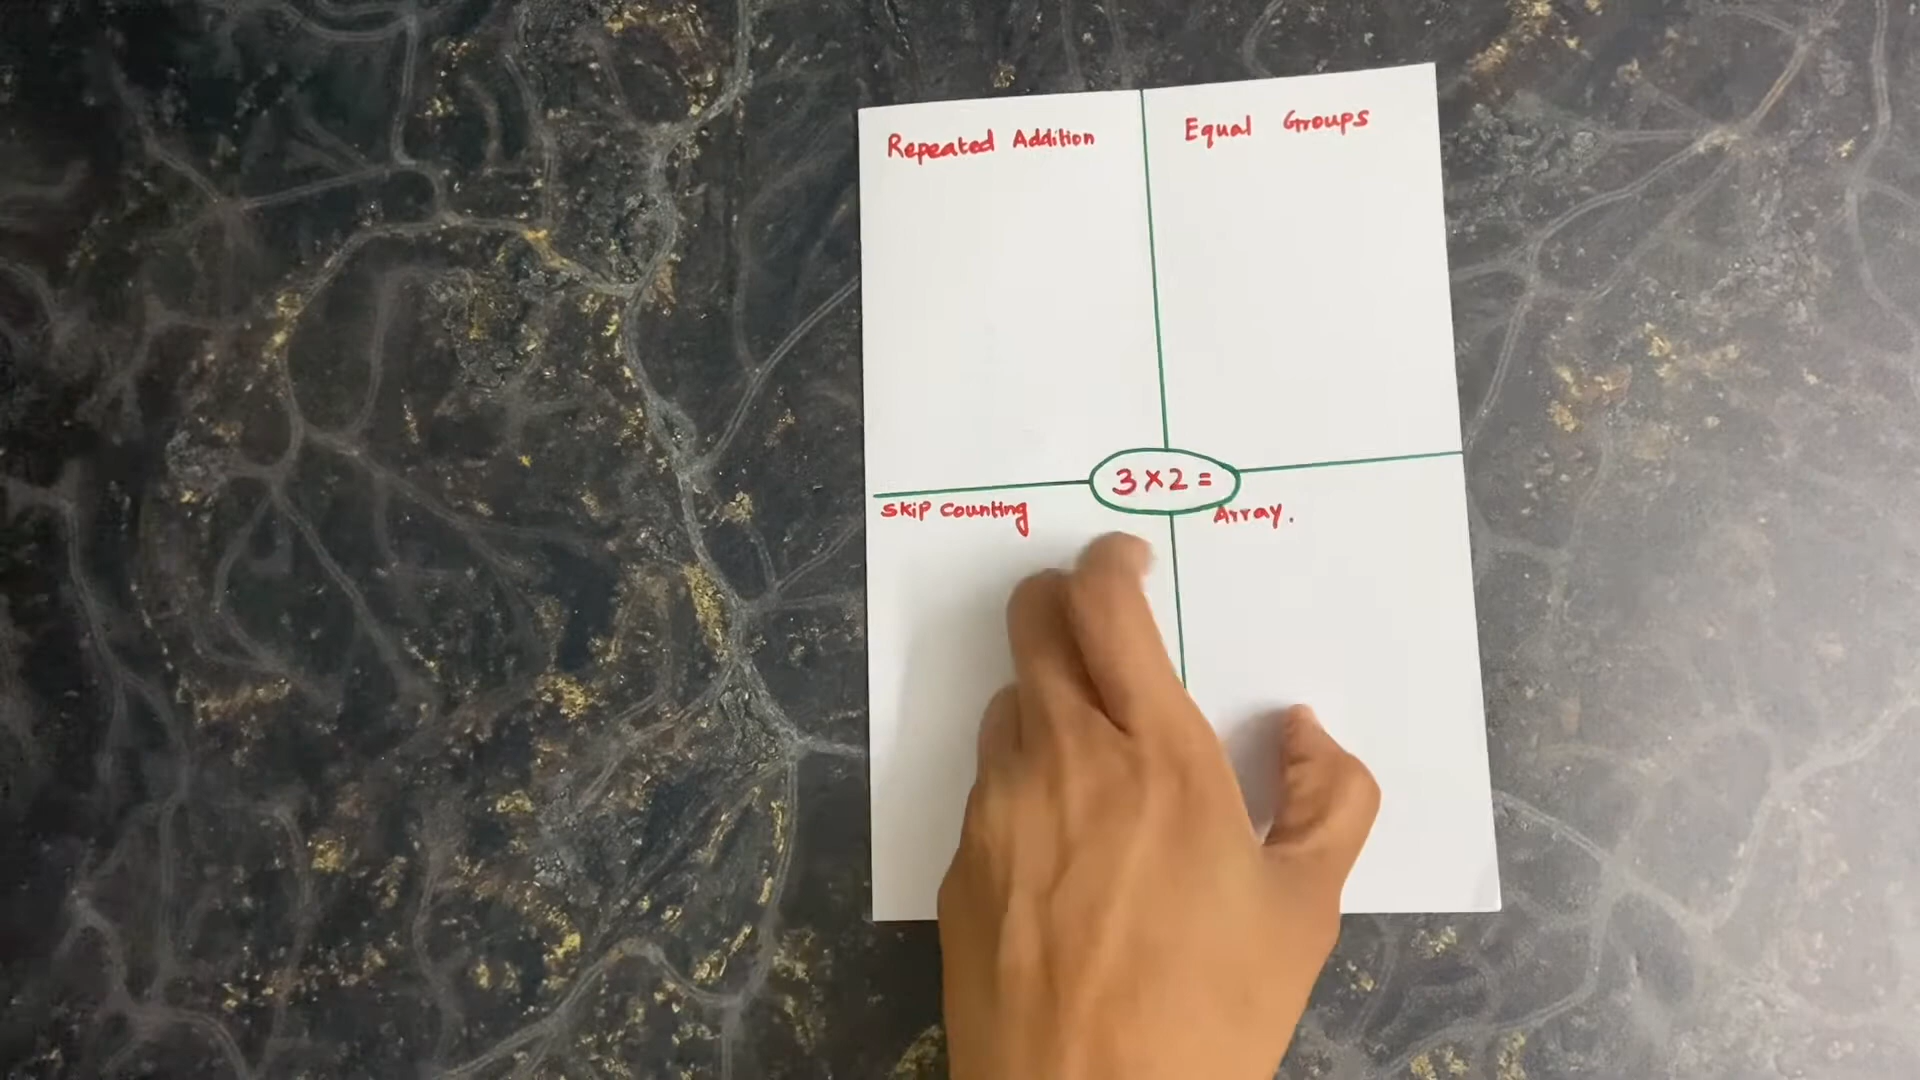 Repeated Addition
Equal Groups
3×2=
Skip Counting
Array.